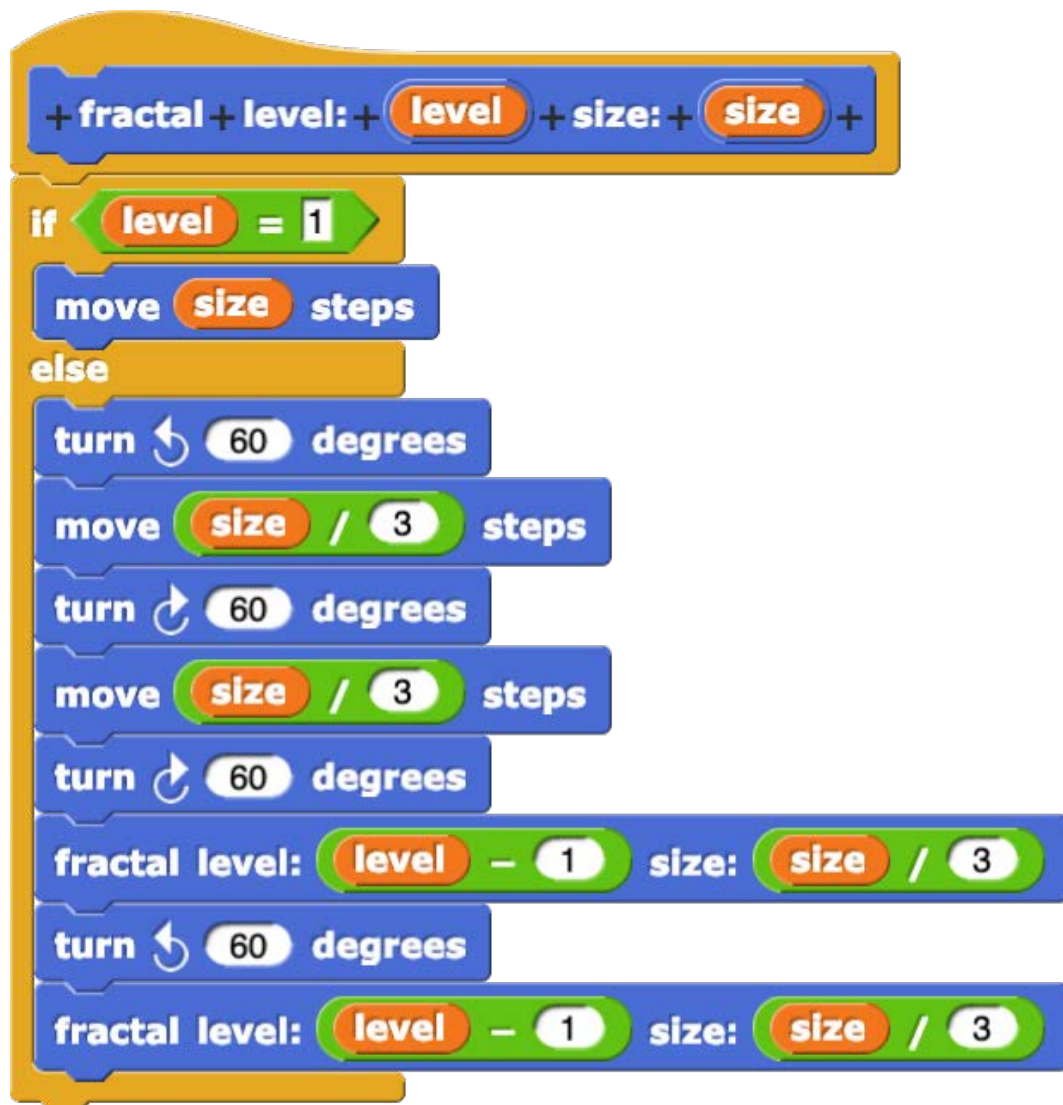 + fractal + level: + level + size: + size +
if level = 1
move size steps
else
turn 60 degrees
move size / 3 steps
turn 60 degrees
move size / 3 steps
turn 60 degrees
fractal level: level - 1 size: size / 3
turn 60 degrees
fractal level: level - 1 size: size / 3